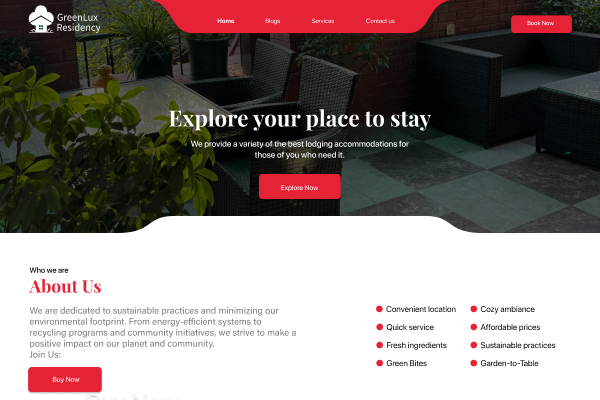 GreenLux
Residency
Home
Blogs
Services
Contact us
Book Now
Explore your place to stay
We provide a variety of the best lodging accommodations for
those of you who need it.
Explore Now
Who we are
About Us
We are dedicated to sustainable practices and minimizing our
environmental footprint. From energy-efficient systems to
recycling programs and community initiatives, we strive to make a
positive impact on our planet and community.
Join Us:
Buy Now
Convenient location
Quick service
Fresh ingredients
Green Bites
Cozy ambiance
Affordable prices
Sustainable practices
Garden-to-Table